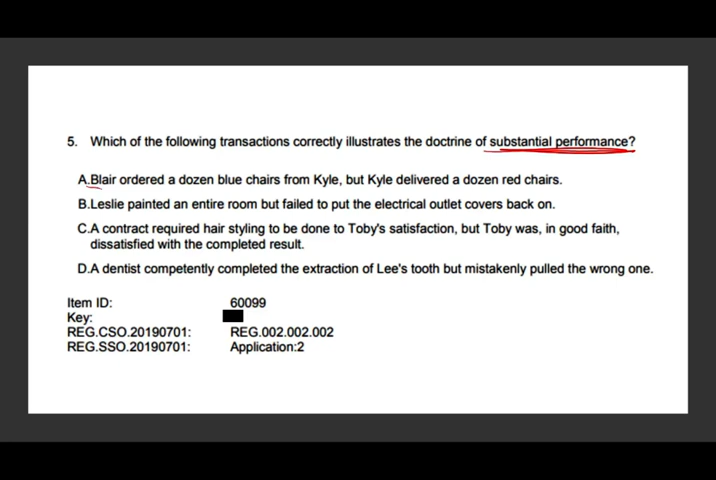 5. Which of the following transactions correctly illustrates the doctrine of substantial performance?
A.Blair ordered a dozen blue chairs from Kyle, but Kyle delivered a dozen red chairs.
B.Leslie painted an entire room but failed to put the electrical outlet covers back on.
C.A contract required hair styling to be done to Toby's satisfaction, but Toby was, in good faith,
dissatisfied with the completed result.
D.A dentist competently completed the extraction of Lee's tooth but mistakenly pulled the wrong one.
Item ID: 60099
Key:
REG.CSO.20190701: REG.002.002.002
REG.SSO.20190701: Application:2